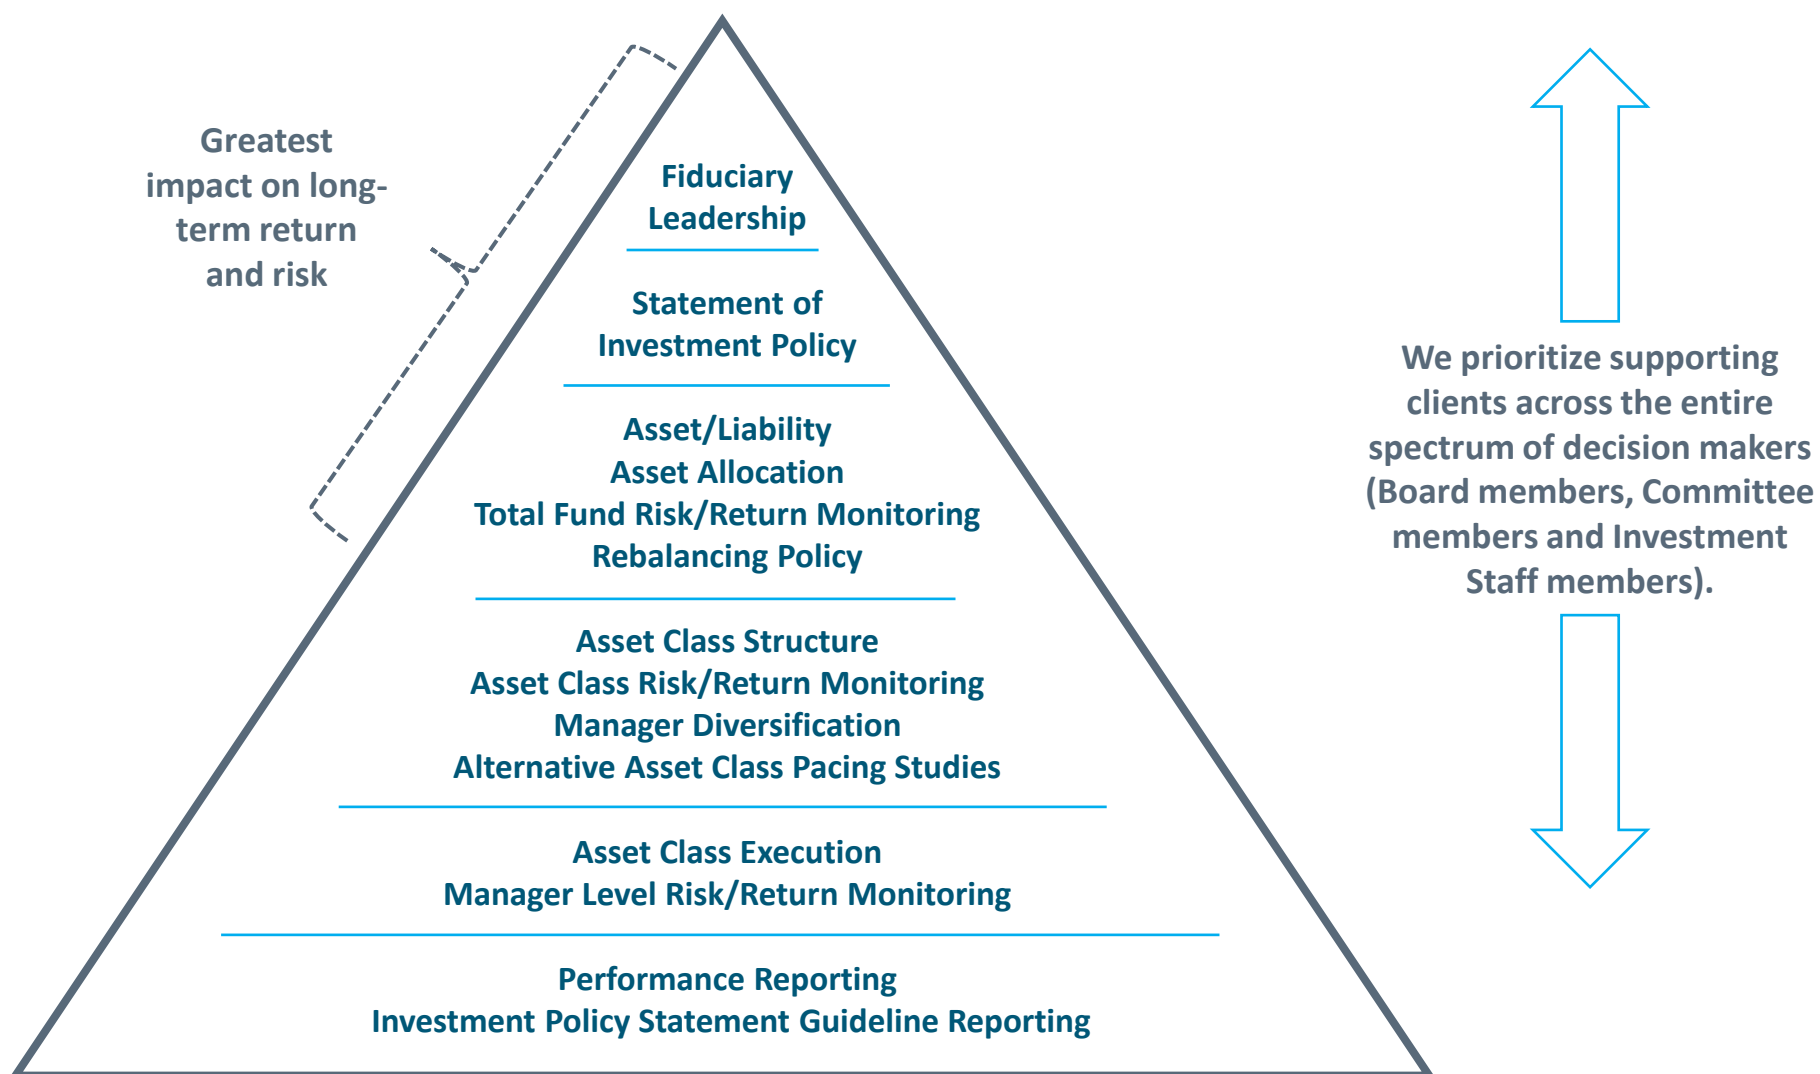 Greatest
impact on long-
term return
and risk
Fiduciary
Leadership
Statement of
Investment Policy
Asset/Liability
Asset Allocation
Total Fund Risk/Return Monitoring
Rebalancing Policy
Asset Class Structure
Asset Class Risk/Return Monitoring
Manager Diversification
Alternative Asset Class Pacing Studies
Asset Class Execution
Manager Level Risk/Return Monitoring
Performance Reporting
Investment Policy Statement Guideline Reporting
We prioritize supporting
clients across the entire
spectrum of decision makers
(Board members, Committee
members and Investment
Staff members).